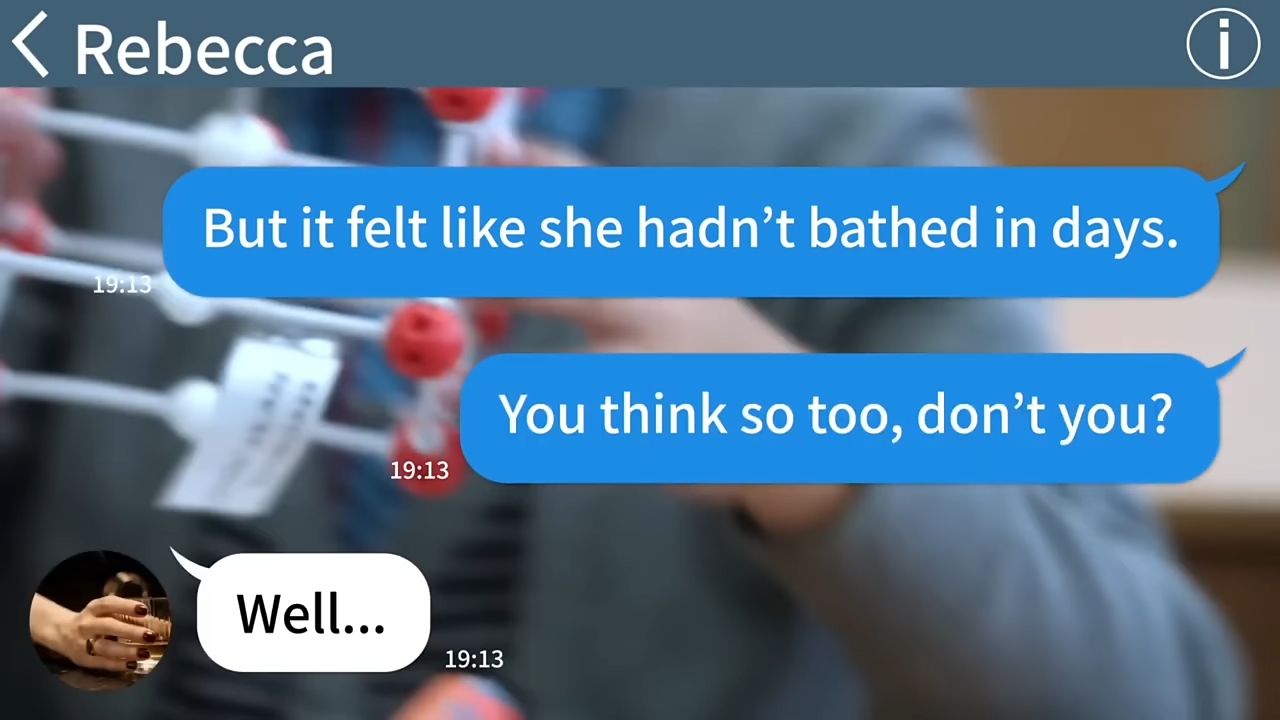 Rebecca
But it felt like she hadn’t bathed in days.
19:13
You think so too, don’t you?
19:13
Well...
19:13